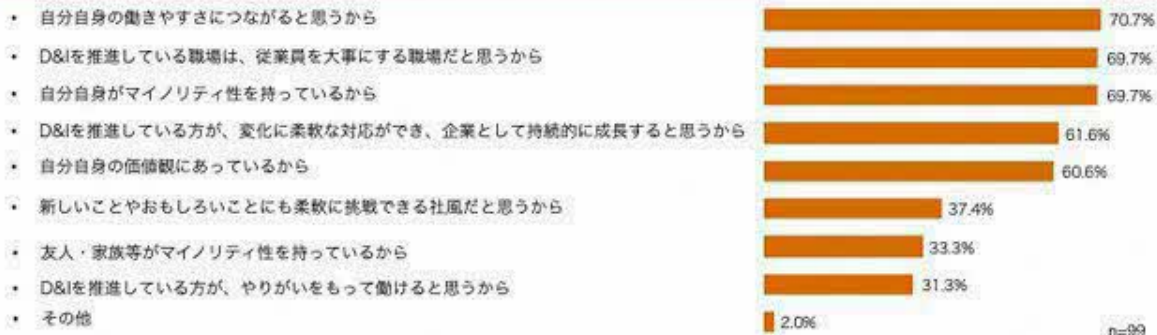 ・ 自分自身の働きやすさにつながると思うから 70.7%
・ D&Iを推進している職場は、従業員を大事にする職場だと思うから 69.7%
・ 自分自身がマイノリティ性を持っているから 69.7%
・ D&Iを推進している方が、変化に柔軟な対応ができ、企業として持続的に成長すると思うから 61.6%
・ 自分自身の価値観にあっているから 60.6%
・ 新しいことやおもしろいことにも柔軟に挑戦できる社風だと思うから 37.4%
・ 友人・家族等がマイノリティ性を持っているから 33.3%
・ D&Iを推進している方が、やりがいをもって働けると思うから 31.3%
・ その他 2.0%
n=99